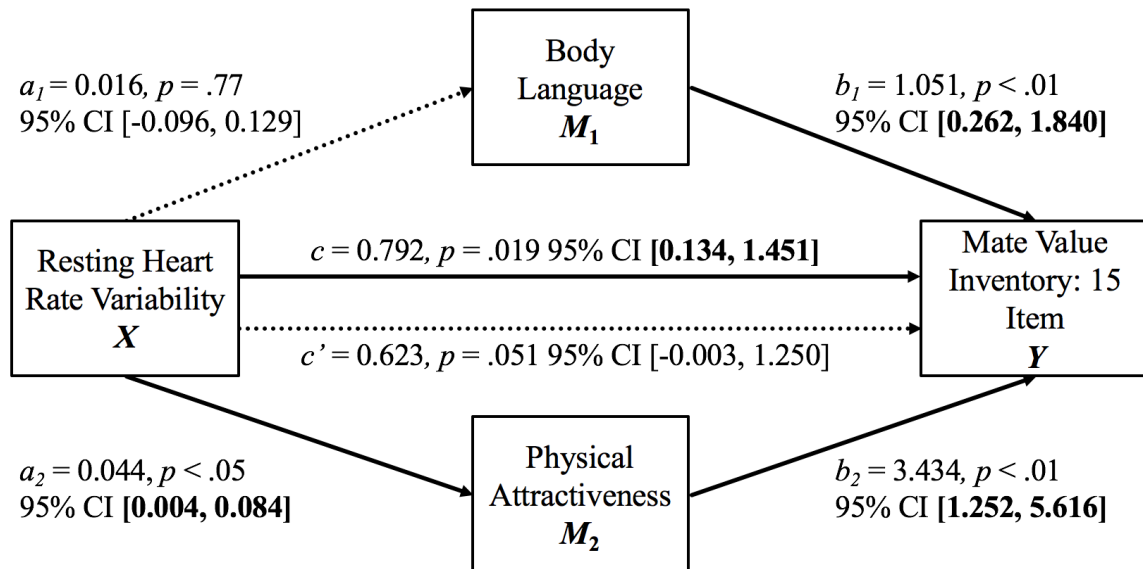 Body
Language
M₁
a₁ = 0.016, p = .77
95% CI [-0.096, 0.129]
b₁ = 1.051, p < .01
95% CI [0.262, 1.840]
Resting Heart
Rate Variability
X
c = 0.792, p = .019 95% CI [0.134, 1.451]
c’ = 0.623, p = .051 95% CI [-0.003, 1.250]
Mate Value
Inventory: 15
Item
Y
a₂ = 0.044, p < .05
95% CI [0.004, 0.084]
Physical
Attractiveness
M₂
b₂ = 3.434, p < .01
95% CI [1.252, 5.616]